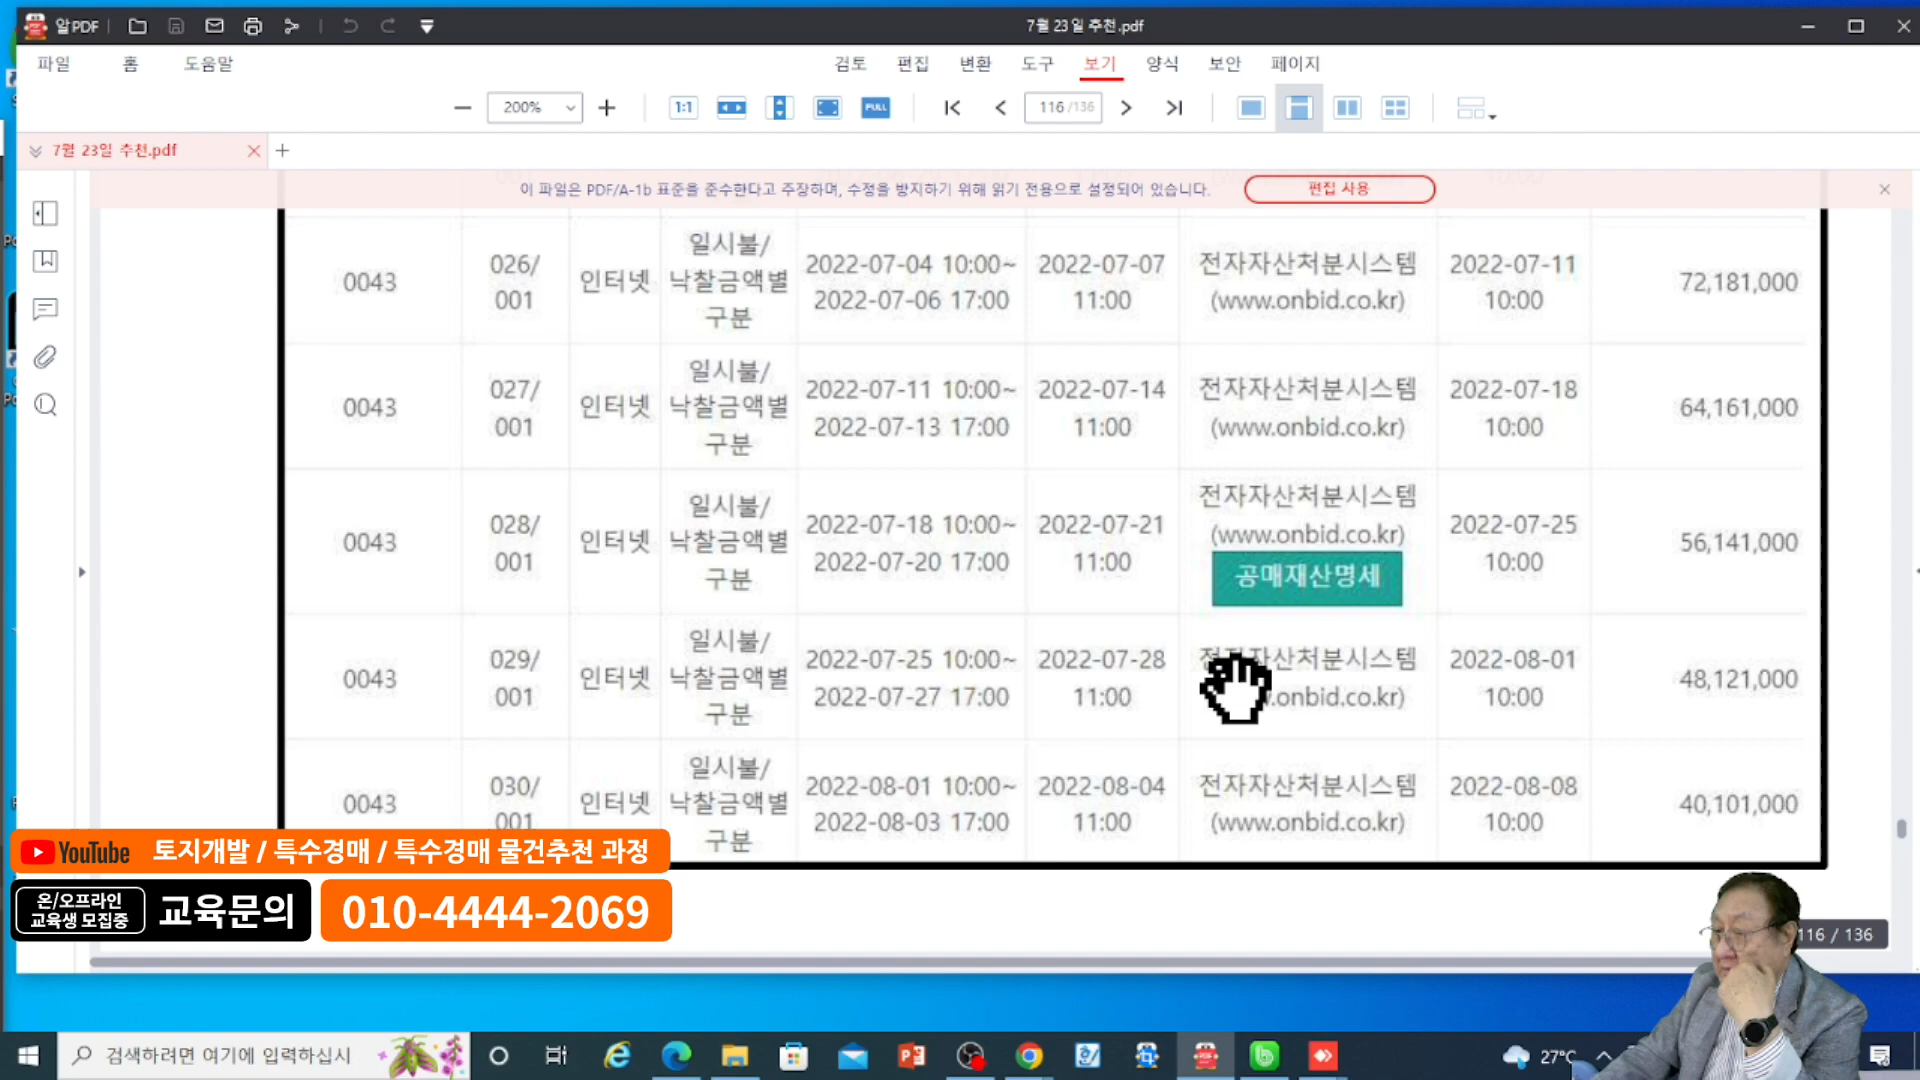 알PDF
7월 23일 추천.pdf
파일 홈 도움말 검토 편집 변환 도구 보기 양식 보안 페이지
200% 1:1 FULL 116 /136
7월 23일 추천.pdf
이 파일은 PDF/A-1b 표준을 준수한다고 주장하며, 수정을 방지하기 위해 읽기 전용으로 설정되어 있습니다. 편집 사용
0043 026/001 인터넷 일시불/낙찰금액별 구분 2022-07-04 10:00~ 2022-07-06 17:00 2022-07-07 11:00 전자자산처분시스템 (www.onbid.co.kr) 2022-07-11 10:00 72,181,000
0043 027/001 인터넷 일시불/낙찰금액별 구분 2022-07-11 10:00~ 2022-07-13 17:00 2022-07-14 11:00 전자자산처분시스템 (www.onbid.co.kr) 2022-07-18 10:00 64,161,000
0043 028/001 인터넷 일시불/낙찰금액별 구분 2022-07-18 10:00~ 2022-07-20 17:00 2022-07-21 11:00 전자자산처분시스템 (www.onbid.co.kr) 공매재산명세 2022-07-25 10:00 56,141,000
0043 029/001 인터넷 일시불/낙찰금액별 구분 2022-07-25 10:00~ 2022-07-27 17:00 2022-07-28 11:00 전자자산처분시스템 .onbid.co.kr) 2022-08-01 10:00 48,121,000
0043 030/001 인터넷 일시불/낙찰금액별 구분 2022-08-01 10:00~ 2022-08-03 17:00 2022-08-04 11:00 전자자산처분시스템 (www.onbid.co.kr) 2022-08-08 10:00 40,101,000
YouTube 토지개발 / 특수경매 / 특수경매 물건추천 과정
온/오프라인
교육생 모집중
교육문의 010-4444-2069
116 / 136
검색하려면 여기에 입력하십시
27°C